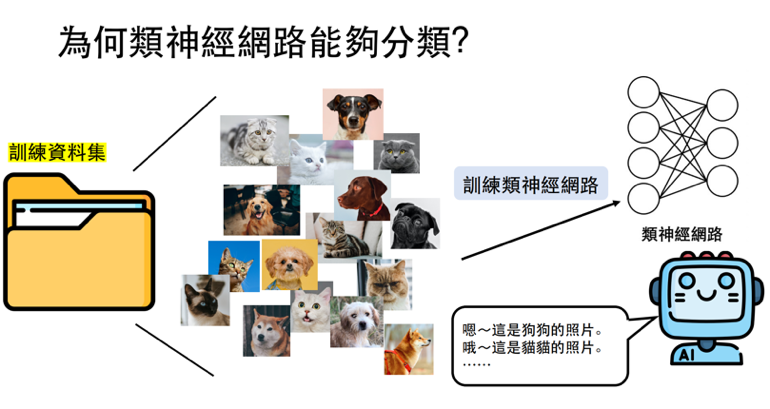 為何類神經網路能夠分類?
訓練資料集
訓練類神經網路
類神經網路
嗯～這是狗狗的照片。
哦～這是貓貓的照片。
……
AI